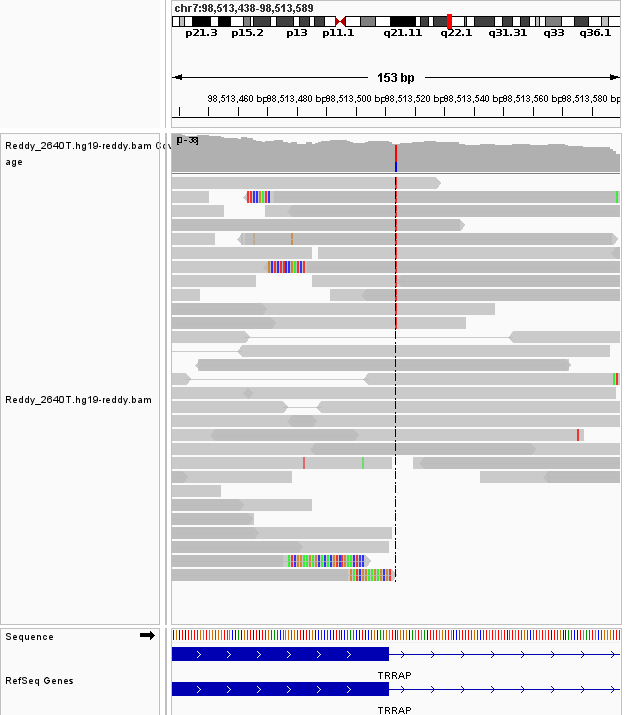 chr7:98,513,438-98,513,589
p21.3 p15.2 p13 p11.1 q21.11 q22.1 q31.31 q33 q36.1
153 bp
98,513,460 bp 98,513,480 bp 98,513,500 bp 98,513,520 bp 98,513,540 bp 98,513,560 bp 98,513,580 bp
Reddy_2640T.hg19-reddy.bam Cov
age
Reddy_2640T.hg19-reddy.bam
Sequence
TRRAP
RefSeq Genes
TRRAP